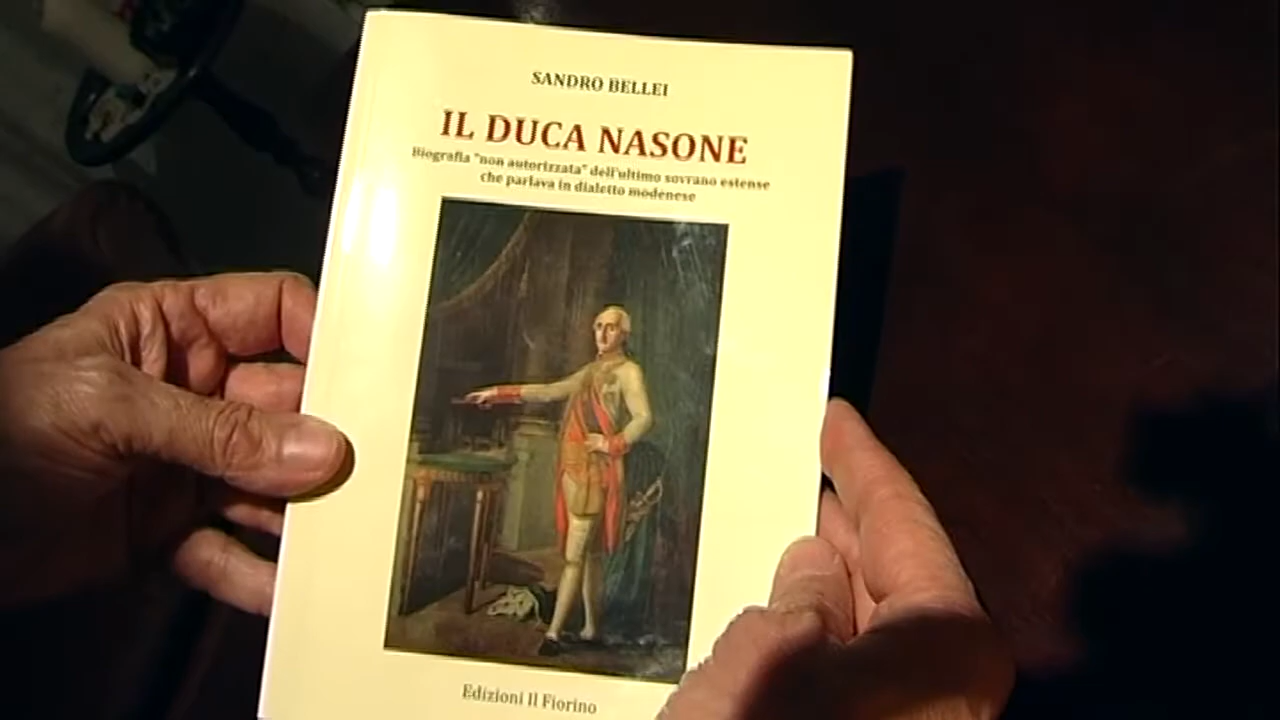 SANDRO BELLEI
IL DUCA NASONE
Biografia "non autorizzata" dell'ultimo sovrano estense
che parlava in dialetto modenese
Edizioni Il Fiorino